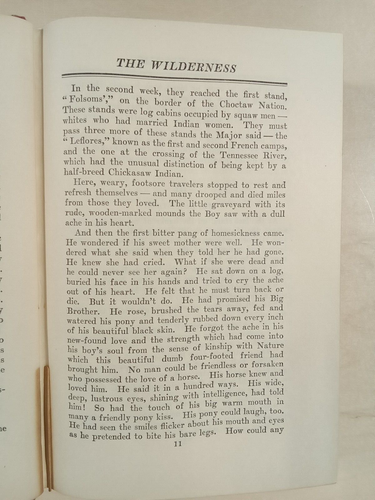 THE WILDERNESS
In the second week, they reached the first stand,
"Folsoms'," on the border of the Choctaw Nation.
These stands were log cabins occupied by squaw men —
whites who had married Indian women. They must
pass three more of these stands the Major said — the
"Leflores," known as the first and second French camps,
and the one at the crossing of the Tennessee River,
which had the unusual distinction of being kept by a
half-breed Chickasaw Indian.
Here, weary, footsore travelers stopped to rest and
refresh themselves — and many drooped and died miles
from those they loved. The little graveyard with its
rude, wooden-marked mounds the Boy saw with a dull
ache in his heart.
And then the first bitter pang of homesickness came.
He wondered if his sweet mother were well. He won-
dered what she said when they told her he had gone.
He knew she had cried. What if she were dead and
he could never see her again? He sat down on a log,
buried his face in his hands and tried to cry the ache
out of his heart. He felt that he must turn back or
die. But it wouldn't do. He had promised his Big
Brother. He rose, brushed the tears away, fed and
watered his pony and tenderly rubbed down every inch
of his beautiful black skin. He forgot the ache in his
new-found love and the strength which had come into
his boy's soul from the sense of kinship with Nature
which this beautiful dumb four-footed friend had
brought him. No man could be friendless or forsaken
who possessed the love of a horse. His horse knew and
loved him. He said it in a hundred ways. His wide,
deep, lustrous eyes, shining with intelligence, had told
him! So had the touch of his big warm mouth in
many a friendly pony kiss. His pony could laugh, too.
He had seen the smiles flicker about his mouth and eyes
as he pretended to bite his bare legs. How could any
11